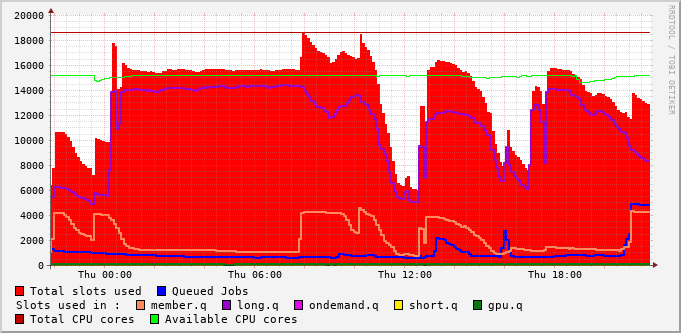 20000
18000
16000
14000
12000
10000
8000
6000
4000
2000
0
Thu 00:00 Thu 06:00 Thu 12:00 Thu 18:00
RRDTOOL / TOBI OETIKER
Total slots used Queued Jobs
Slots used in : member.q long.q ondemand.q short.q gpu.q
Total CPU cores Available CPU cores